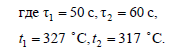 где τ₁ = 50 с, τ₂ = 60 с,
t₁ = 327 °C, t₂ = 317 °C.